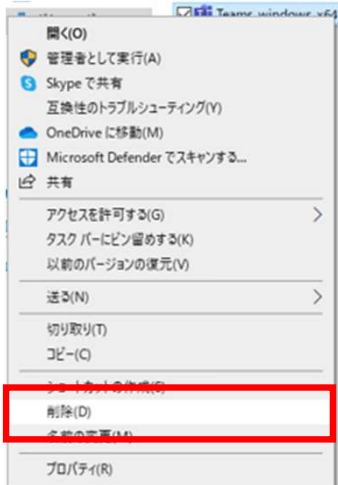 Teams_windows_x64
開く(O)
管理者として実行(A)
Skype で共有
互換性のトラブルシューティング(Y)
OneDrive に移動(M)
Microsoft Defender でスキャンする...
共有
アクセスを許可する(G)
タスク バーにピン留めする(K)
以前のバージョンの復元(V)
送る(N)
切り取り(T)
コピー(C)
ショートカットの作成(S)
削除(D)
名前の変更(M)
プロパティ(R)